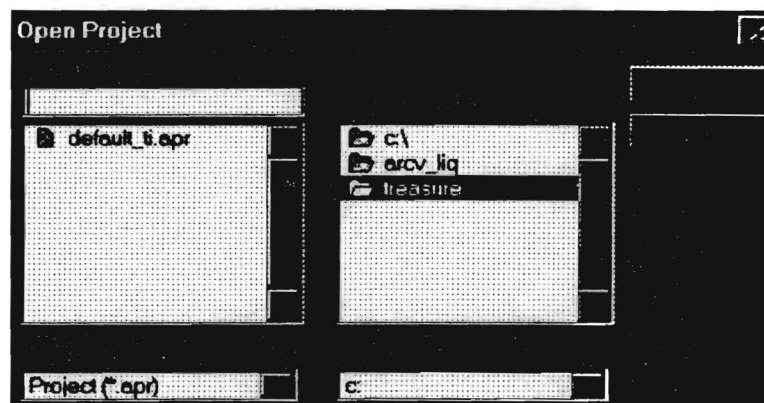 Open Project
default_ti.apr
c:\
arcv_liq
treasure
Project (*.apr)
c: